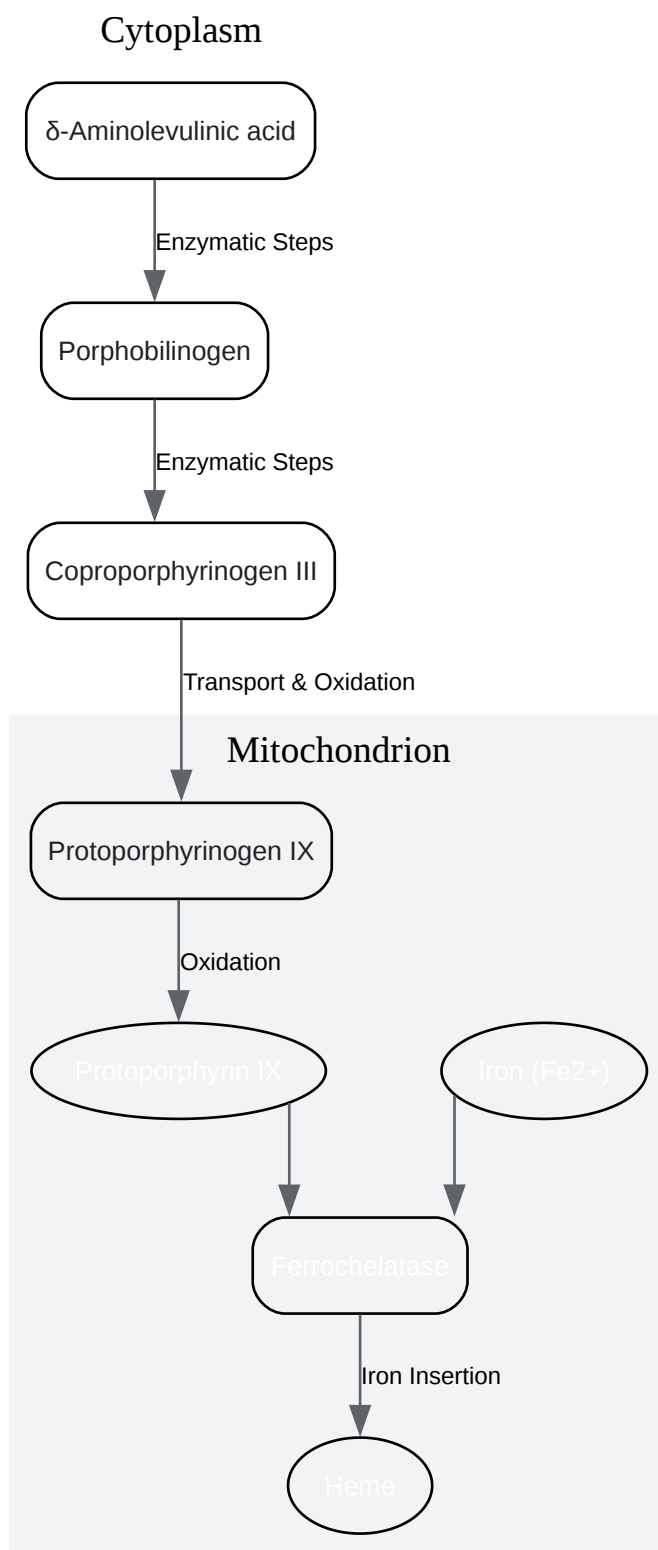 Cytoplasm
δ-Aminolevulinic acid
Enzymatic Steps
Porphobilinogen
Enzymatic Steps
Coproporphyrinogen III
Transport & Oxidation
Mitochondrion
Protoporphyrinogen IX
Oxidation
Protoporphyrin IX
Iron (Fe2+)
Ferrochelatase
Iron Insertion
Heme